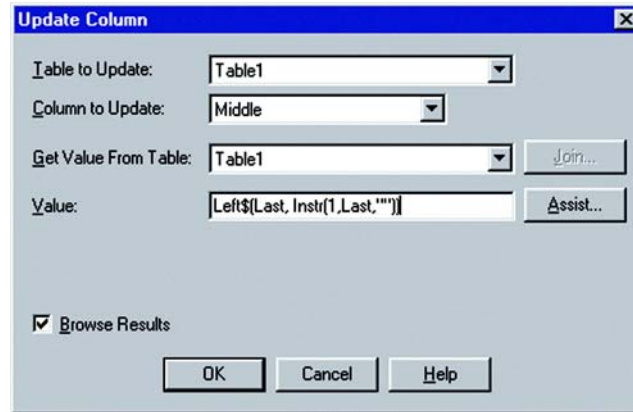 Update Column
Table to Update: Table1
Column to Update: Middle
Get Value From Table: Table1 Join...
Value: Left$(Last, Instr(1,Last,"")) Assist...
Browse Results
OK Cancel Help